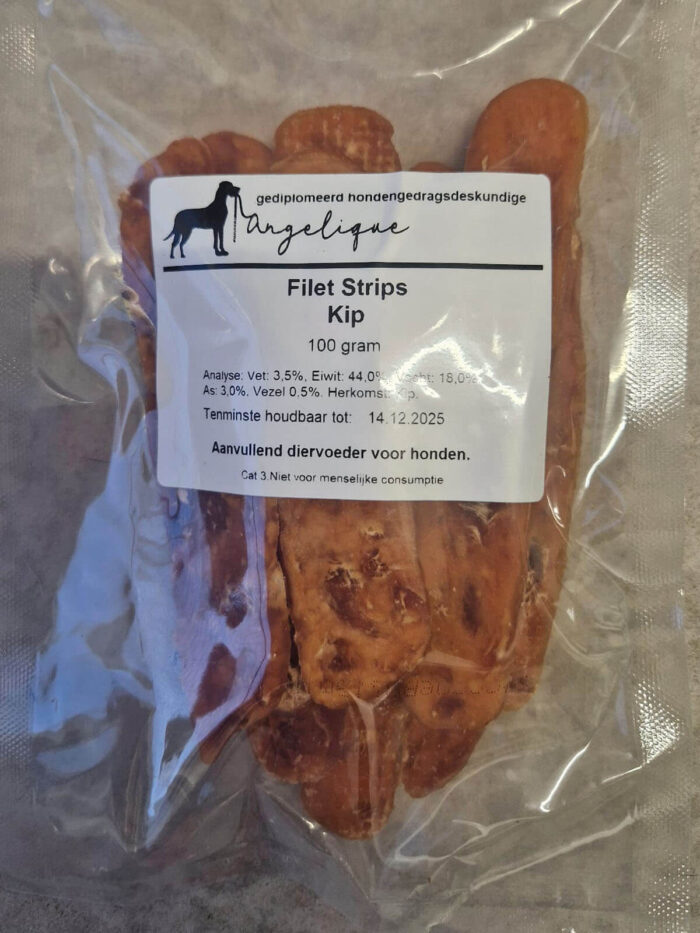 gediplomeerd hondengedragsdeskundige
Angelique
Filet Strips
Kip
100 gram
Analyse: Vet: 3,5%, Eiwit: 44,0%, Vocht: 18,0%
As: 3,0%. Vezel 0,5%. Herkomst: Kip.
Tenminste houdbaar tot: 14.12.2025
Aanvullend diervoeder voor honden.
Cat 3.Niet voor menselijke consumptie